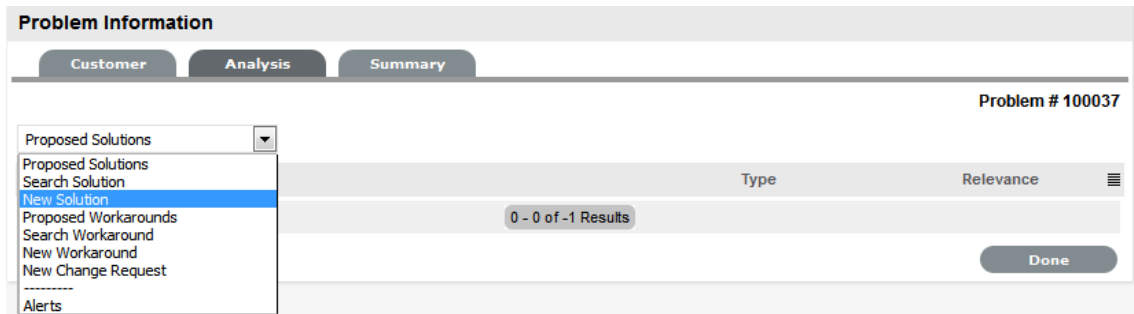 Problem Information
Customer Analysis Summary
Problem # 100037
Proposed Solutions
Proposed Solutions
Search Solution
New Solution
Proposed Workarounds
Search Workaround
New Workaround
New Change Request
---------
Alerts
Type Relevance
0 - 0 of -1 Results
Done